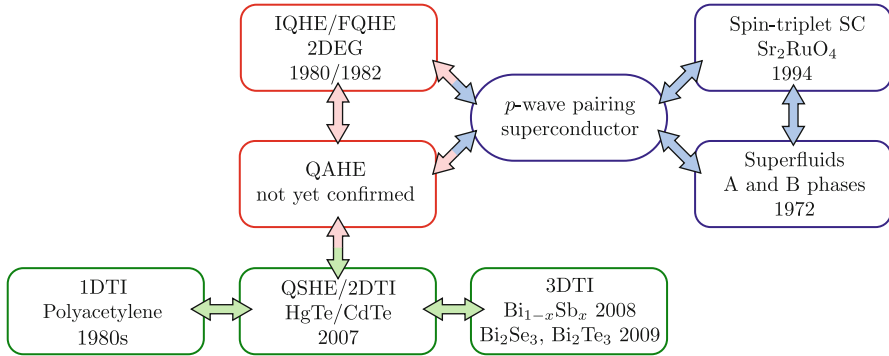 IQHE/FQHE
2DEG
1980/1982
Spin-triplet SC
Sr₂RuO₄
1994
p-wave pairing
superconductor
QAHE
not yet confirmed
Superfluids
A and B phases
1972
1DTI
Polyacetylene
1980s
QSHE/2DTI
HgTe/CdTe
2007
3DTI
Bi₁₋ₓSbₓ 2008
Bi₂Se₃, Bi₂Te₃ 2009